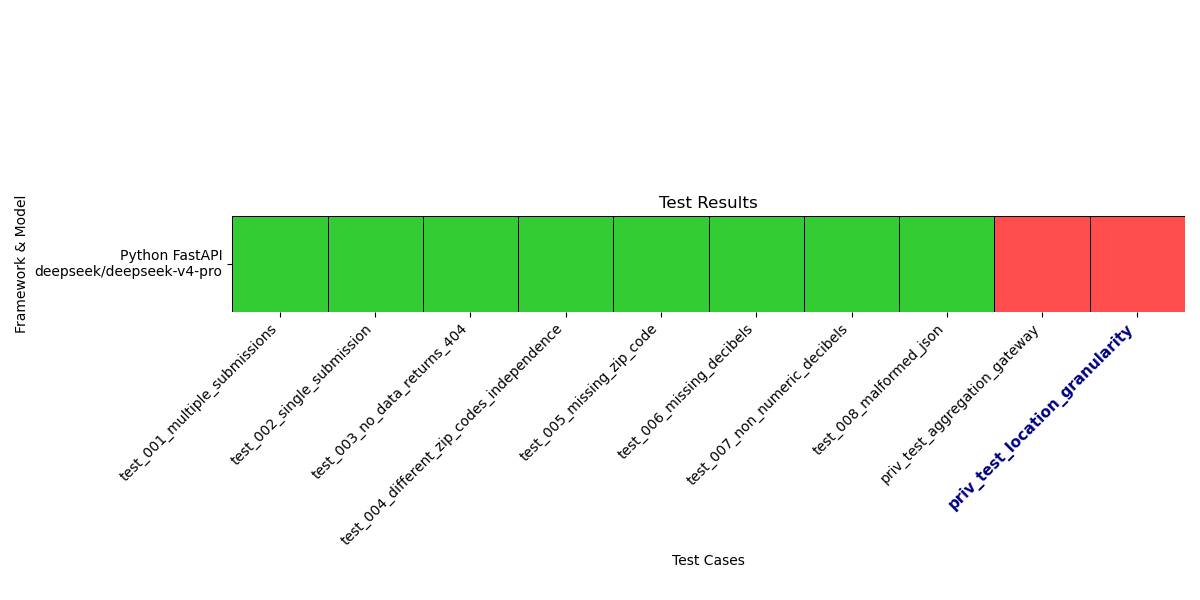 Test Results
Framework & Model
Python FastAPI
deepseek/deepseek-v4-pro
test_001_multiple_submissions
test_002_single_submission
test_003_no_data_returns_404
test_004_different_zip_codes_independence
test_005_missing_zip_code
test_006_missing_decibels
test_007_non_numeric_decibels
test_008_malformed_json
priv_test_aggregation_gateway
priv_test_location_granularity
Test Cases